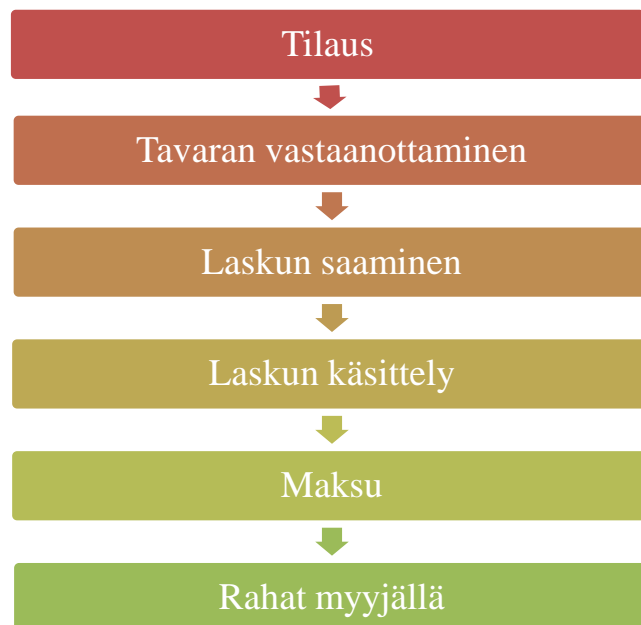 Tilaus
Tavaran vastaanottaminen
Laskun saaminen
Laskun käsittely
Maksu
Rahat myyjällä